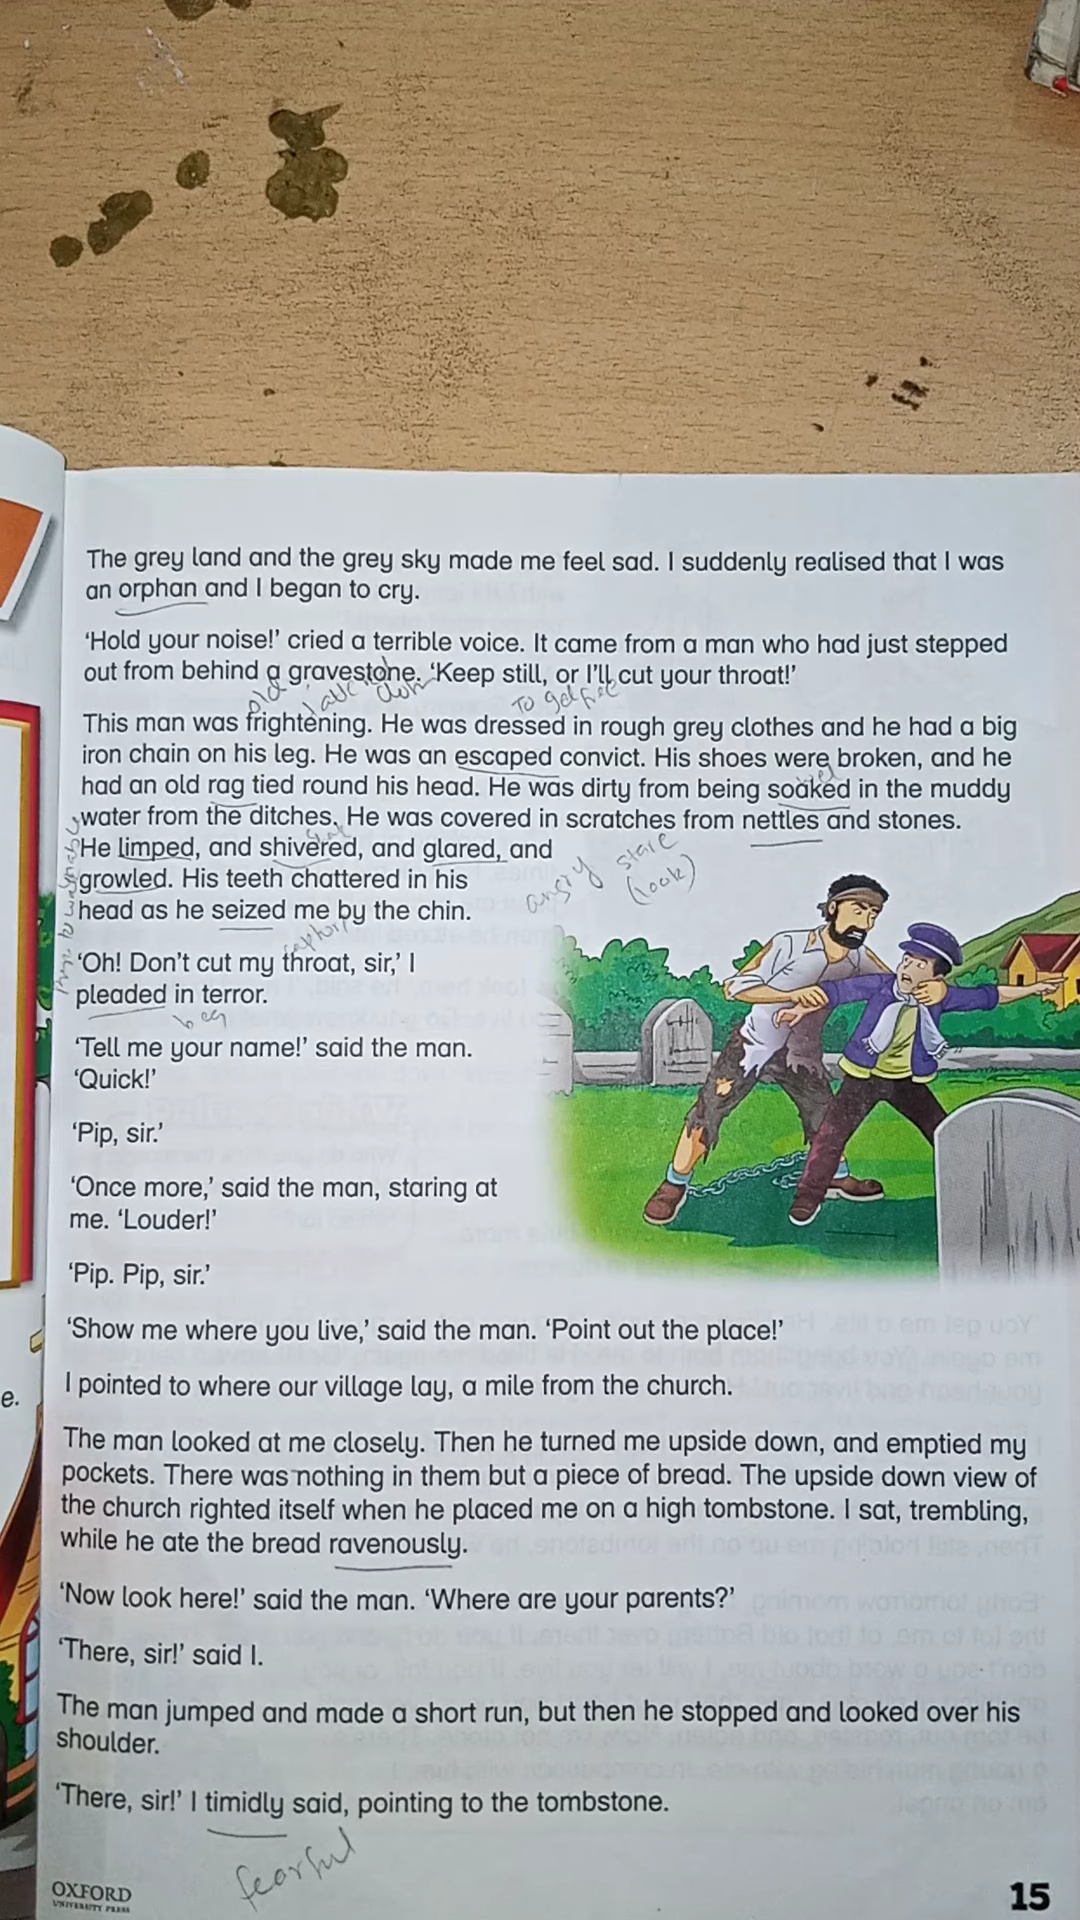 The grey land and the grey sky made me feel sad. I suddenly realised that I was
an orphan and I began to cry.
‘Hold your noise!’ cried a terrible voice. It came from a man who had just stepped
out from behind a gravestone. ‘Keep still, or I’ll cut your throat!’
old cloth
To get free
This man was frightening. He was dressed in rough grey clothes and he had a big
iron chain on his leg. He was an escaped convict. His shoes were broken, and he
had an old rag tied round his head. He was dirty from being soaked in the muddy
water from the ditches. He was covered in scratches from nettles and stones.
He limped, and shivered, and glared, and
angry stare
(look)
growled. His teeth chattered in his
head as he seized me by the chin.
‘Oh! Don’t cut my throat, sir,’ I
pleaded in terror.
beg
‘Tell me your name!’ said the man.
‘Quick!’
‘Pip, sir.’
‘Once more,’ said the man, staring at
me. ‘Louder!’
‘Pip. Pip, sir.’
‘Show me where you live,’ said the man. ‘Point out the place!’
I pointed to where our village lay, a mile from the church.
e.
The man looked at me closely. Then he turned me upside down, and emptied my
pockets. There was nothing in them but a piece of bread. The upside down view of
the church righted itself when he placed me on a high tombstone. I sat, trembling,
while he ate the bread ravenously.
‘Now look here!’ said the man. ‘Where are your parents?’
‘There, sir!’ said I.
The man jumped and made a short run, but then he stopped and looked over his
shoulder.
‘There, sir!’ I timidly said, pointing to the tombstone.
fearful
OXFORD
UNIVERSITY PRESS
15